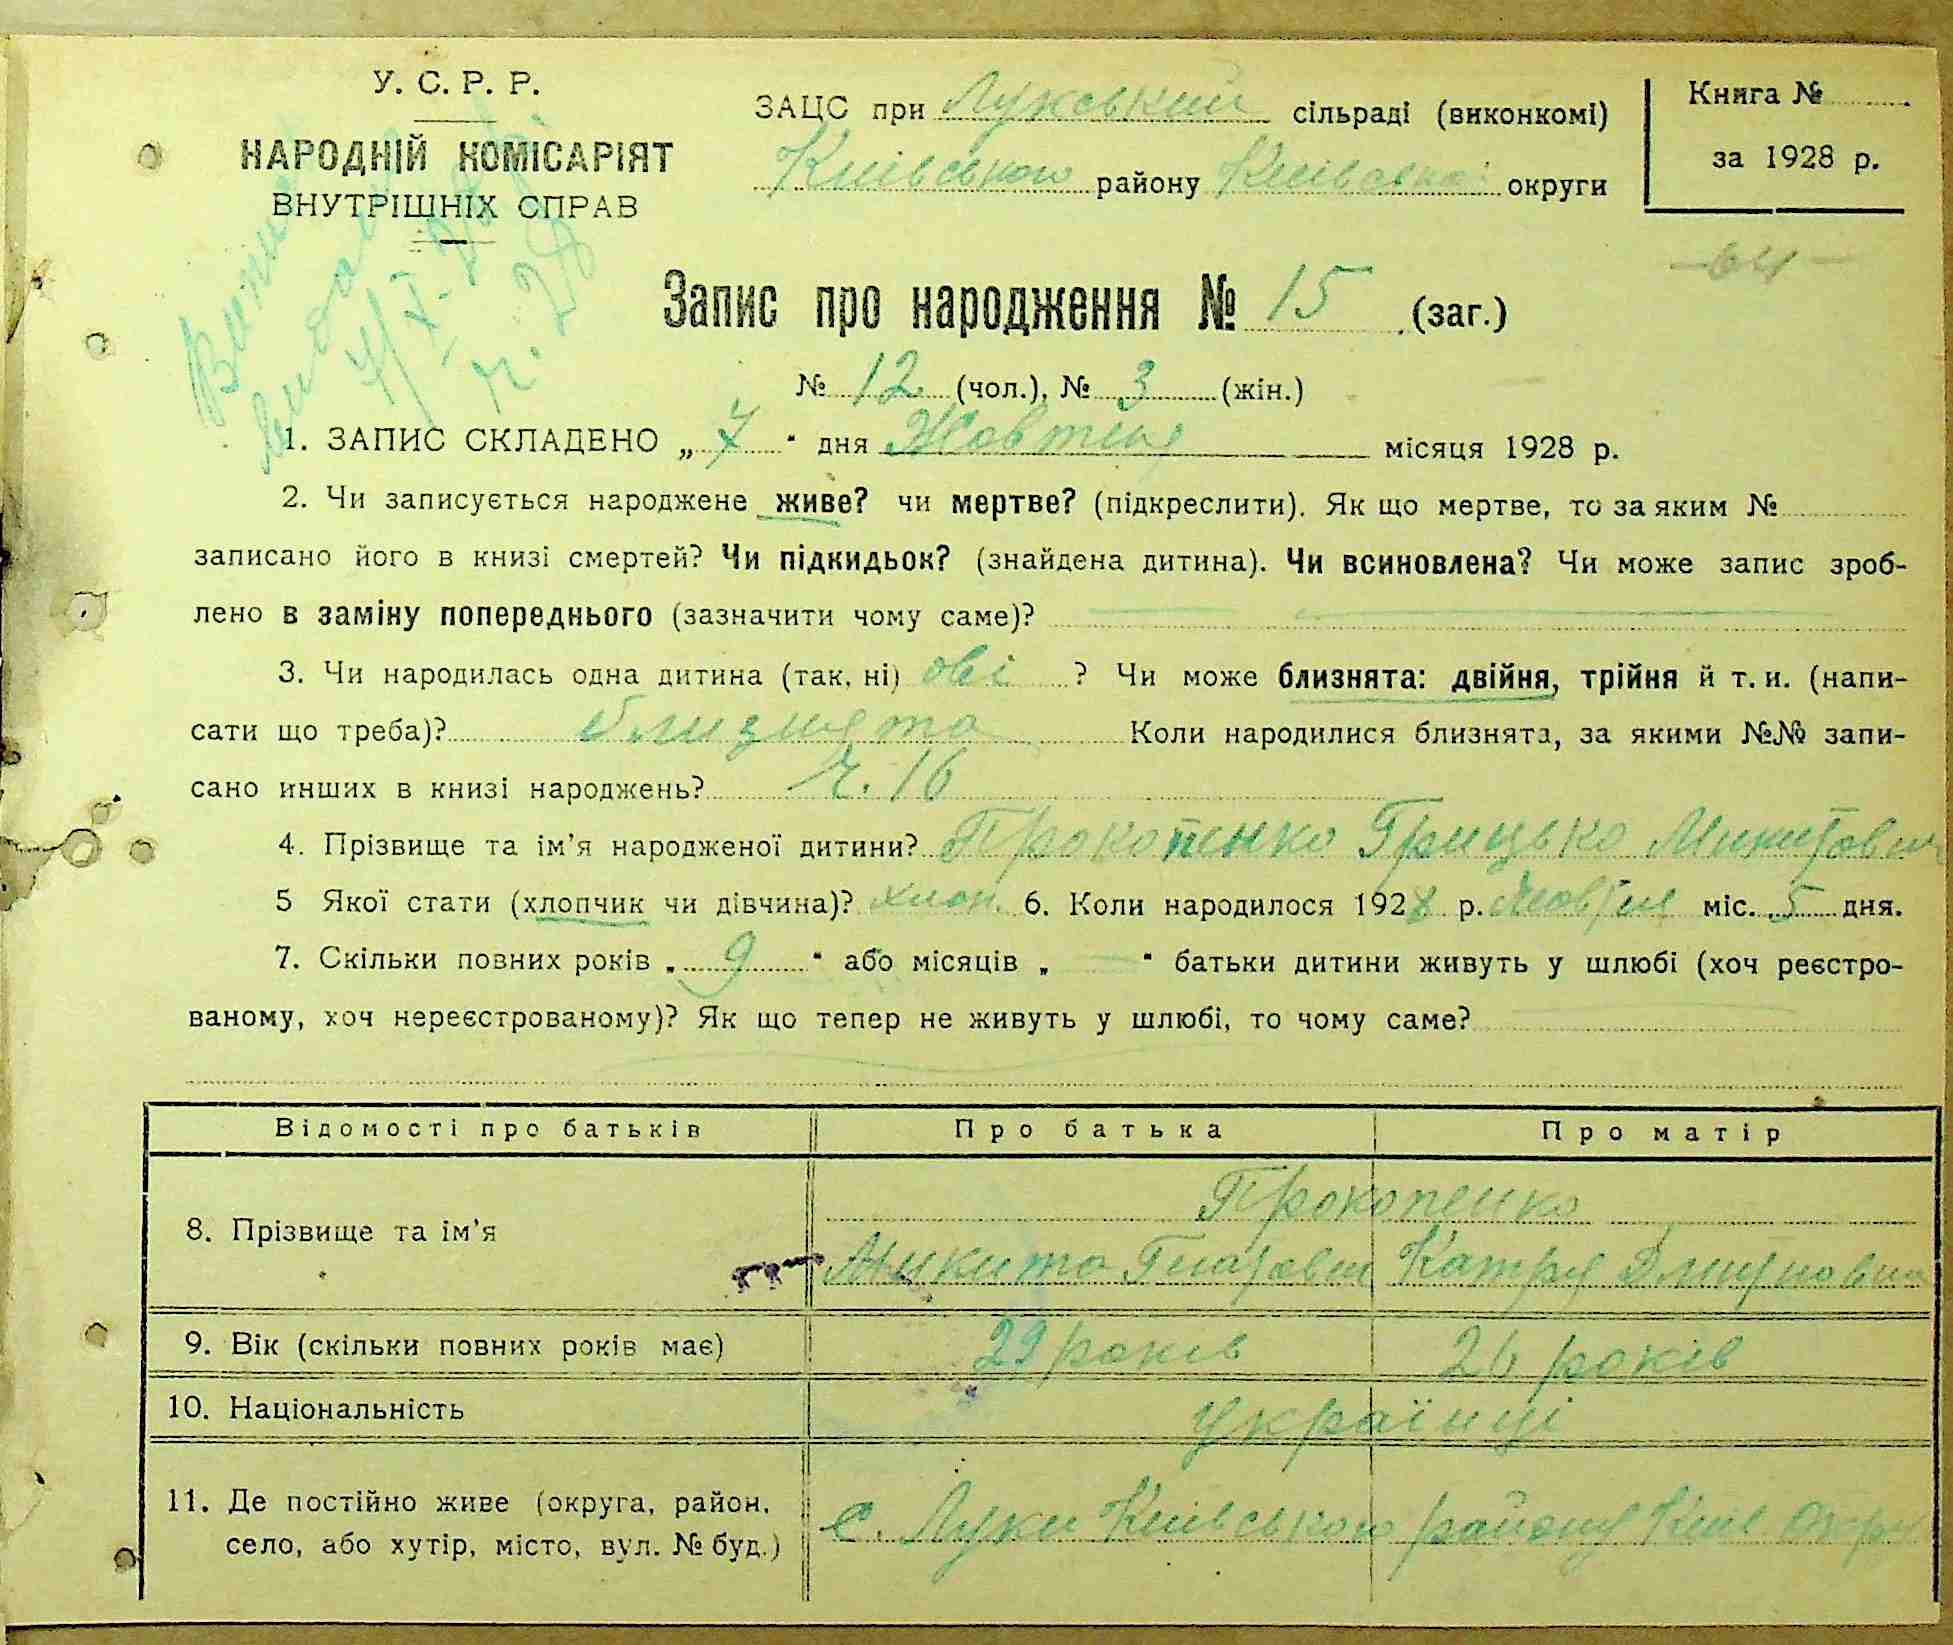 У. С. Р. Р.
НАРОДНІЙ КОМІСАРІЯТ
ВНУТРІШНІХ СПРАВ
ЗАЦС при Лукський сільраді (виконкомі)
Київського району Київської округи
Книга №
за 1928 р.
64
Запис про народження № 15 (заг.)
№ 12 (чол.), № 3 (жін.)
1. ЗАПИС СКЛАДЕНО „ 7 " дня Жовтня місяця 1928 р.
2. Чи записується народжене живе? чи мертве? (підкреслити). Як що мертве, то за яким №
записано його в книзі смертей? Чи підкидьок? (знайдена дитина). Чи всиновлена? Чи може запис зроб-
лено в заміну попереднього (зазначити чому саме)?
3. Чи народилась одна дитина (так, ні) ? Чи може близнята: двійня, трійня й т. и. (напи-
сати що треба)? близнята Коли народилися близнята, за якими №№ запи-
сано инших в книзі народжень? ч. 16
4. Прізвище та ім'я народженої дитини? Прокопенко Грицько Микитович
5 Якої стати (хлопчик чи дівчина)? хлоп. 6. Коли народилося 1928 р. Жовтня міс. 5 дня.
7. Скільки повних років „ 9 " або місяців „ — " батьки дитини живуть у шлюбі (хоч реєстро-
ваному, хоч нереєстрованому)? Як що тепер не живуть у шлюбі, то чому саме?
Відомості про батьків Про батька Про матір
8. Прізвище та ім'я Прокопенко
Микита Гнатович Катря Дмитровна
9. Вік (скільки повних років має) 29 років 26 років
10. Національність українці
11. Де постійно живе (округа, район,
село, або хутір, місто, вул. № буд.) с. Луки Київського району Київ округ